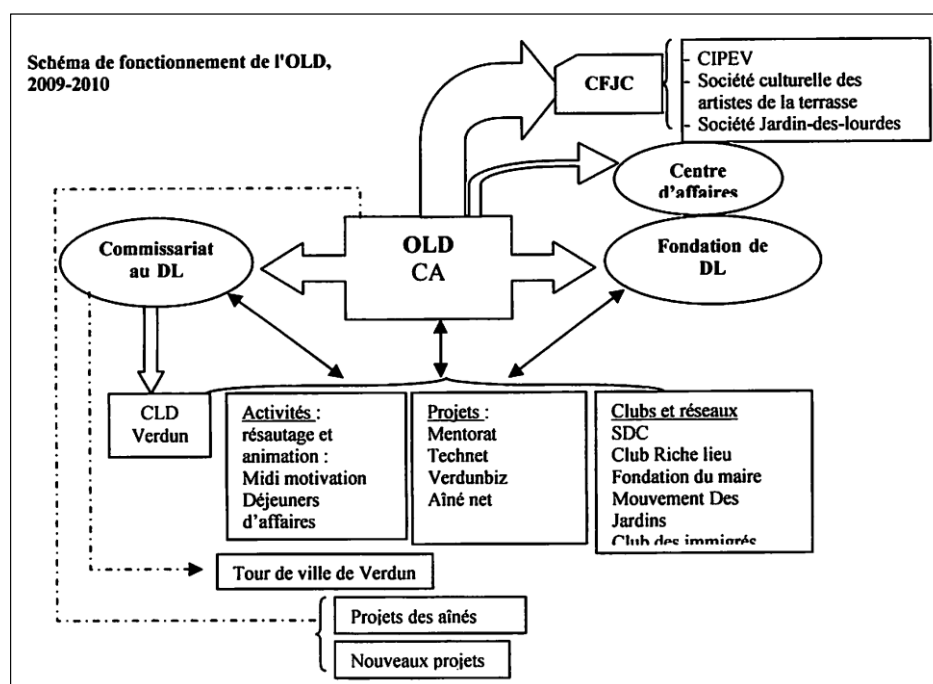 Schéma de fonctionnement de l'OLD,
2009-2010
CFJC
- CIPEV
- Société culturelle des
artistes de la terrasse
- Société Jardin-des-lourdes
Centre
d'affaires
Commissariat
au DL
OLD
CA
Fondation de
DL
CLD
Verdun
Activités :
résautage et
animation :
Midi motivation
Déjeuners
d'affaires
Projets :
Mentorat
Technet
Verdunbiz
Aîné net
Clubs et réseaux
SDC
Club Riche lieu
Fondation du maire
Mouvement Des
Jardins
Club des immigrés
Tour de ville de Verdun
Projets des aînés
Nouveaux projets